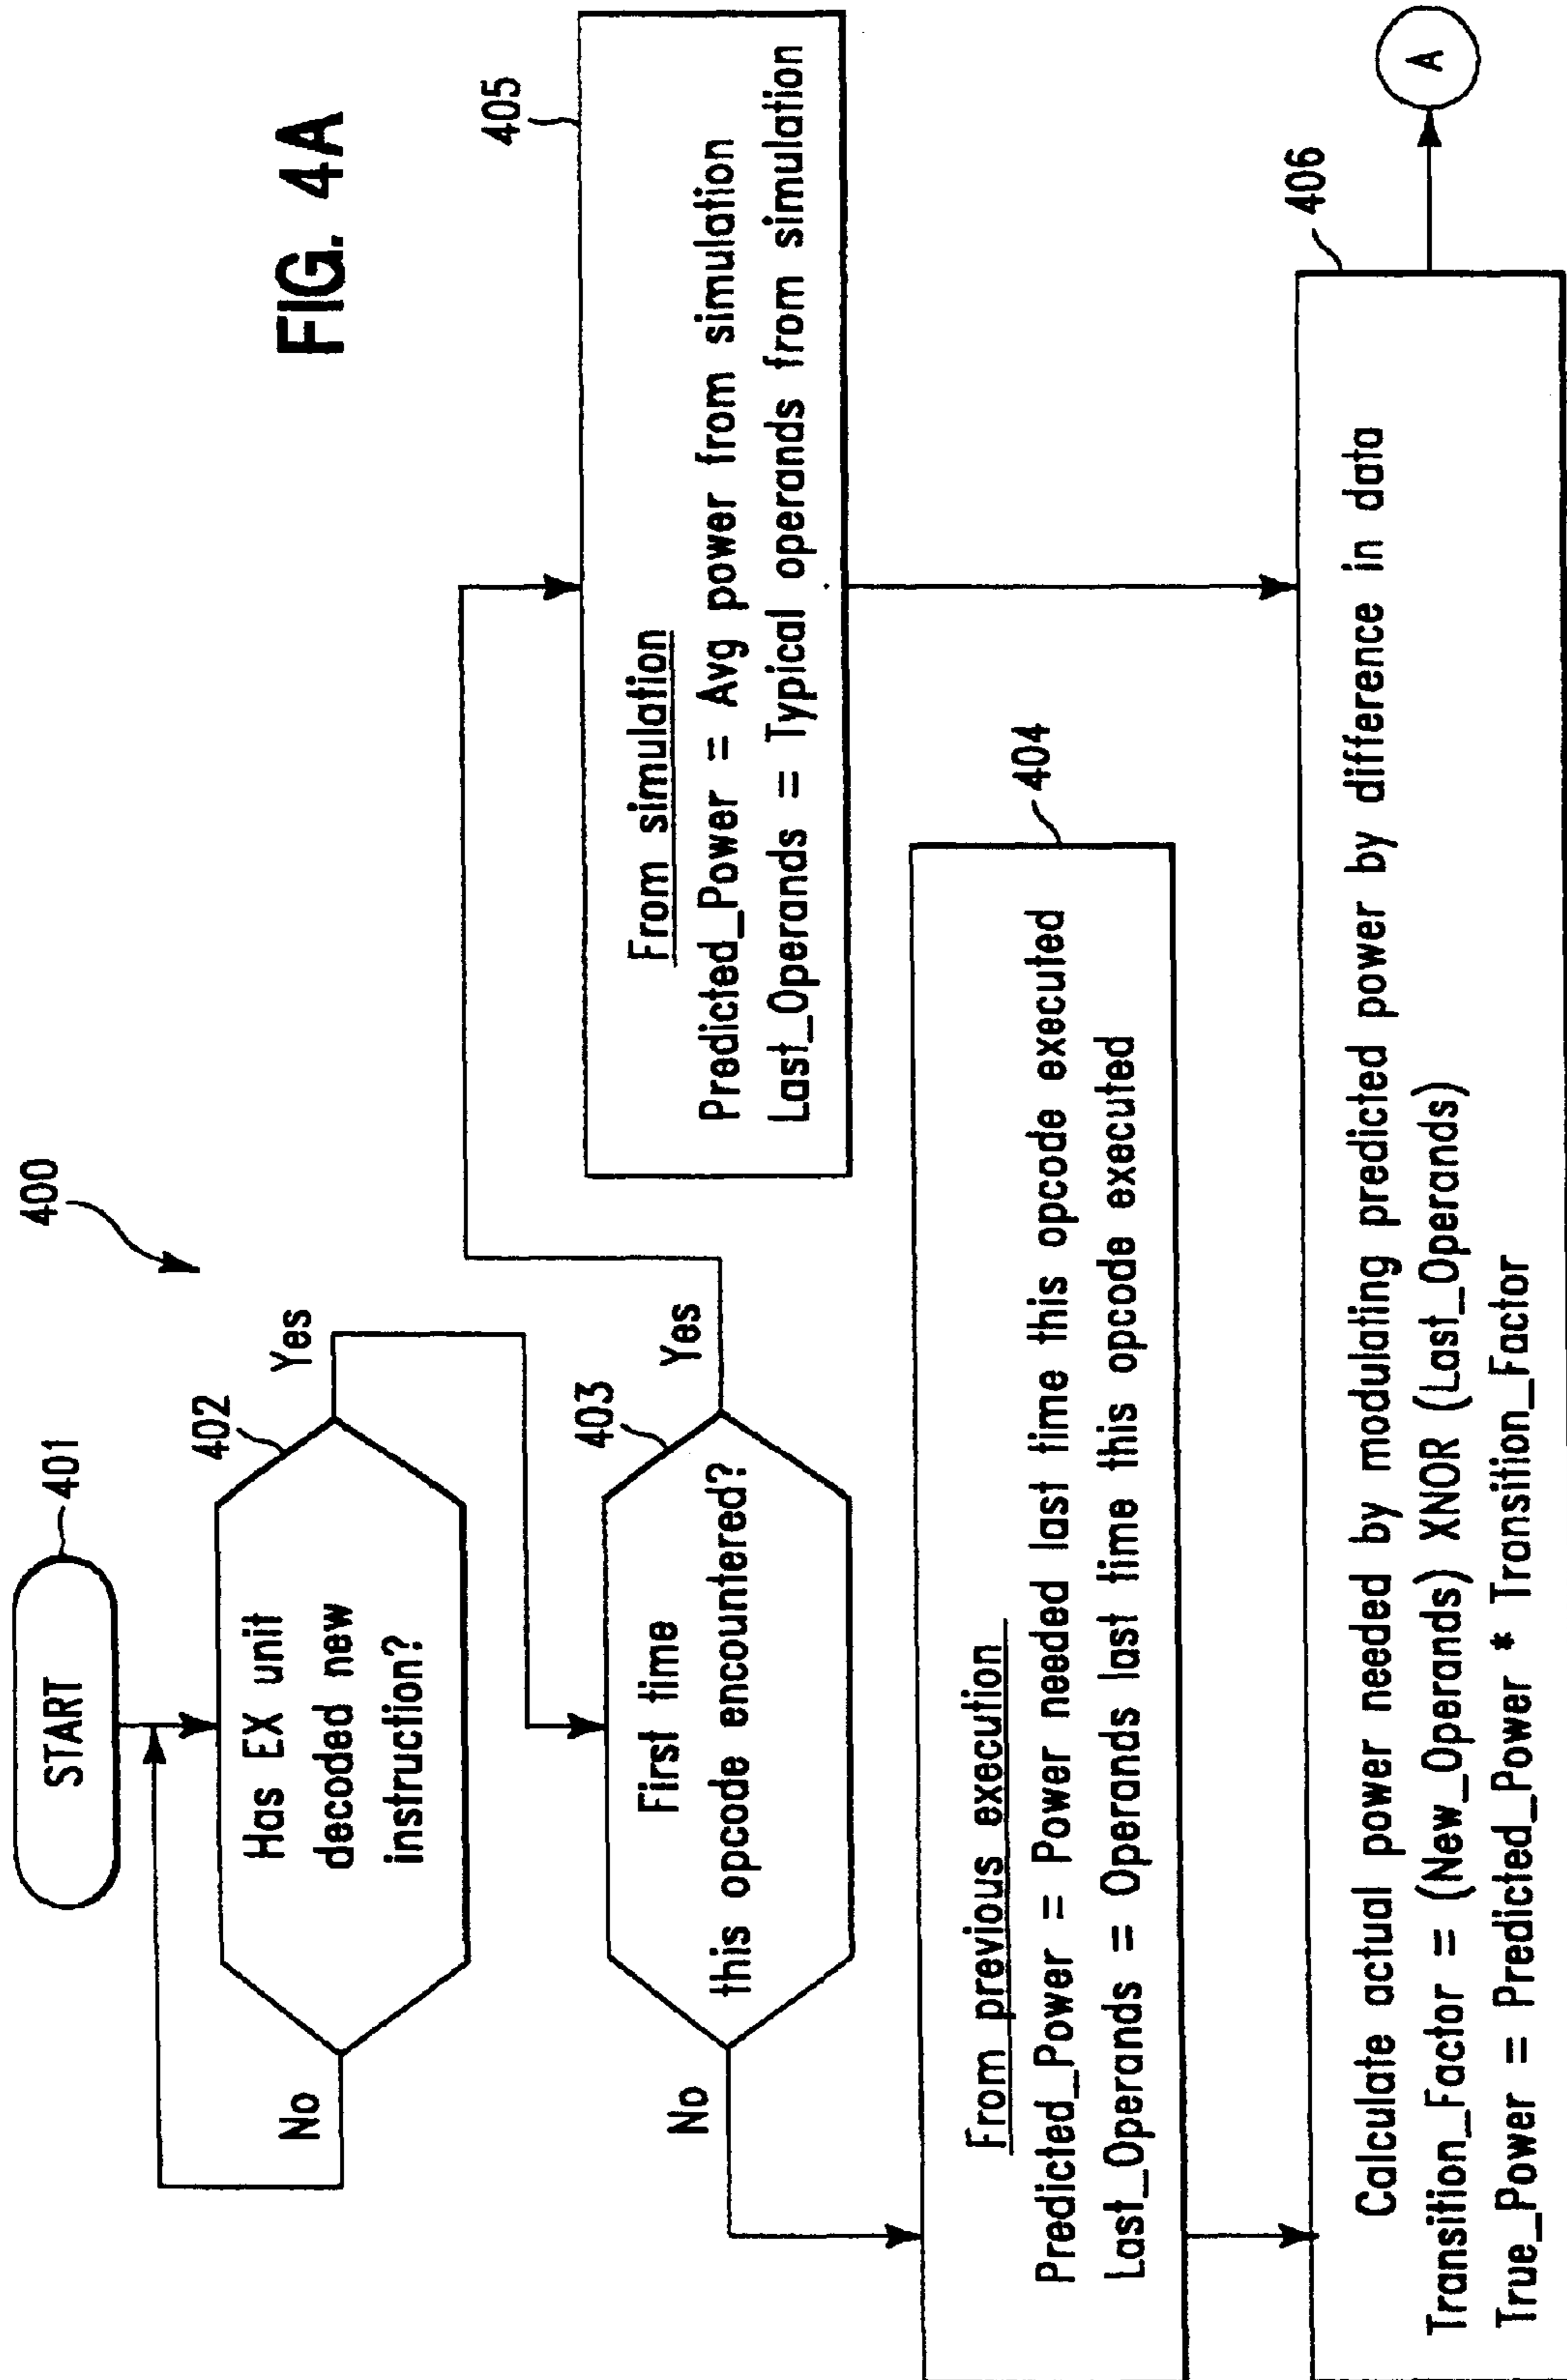 FIG. 4A
400
START
401
402
Has EX unit
decoded new
instruction?
Yes
No
403
First time
this opcode encountered?
Yes
No
405
From simulation
Predicted_Power = Avg power from simulation
Last_Operands = Typical operands from simulation
404
From previous execution
Predicted_Power = Power needed last time this opcode executed
Last_Operands = Operands last time this opcode executed
406
Calculate actual power needed by modulating predicted power by difference in data
Transition_Factor = (New_Operands) XNOR (Last_Operands)
True_Power = Predicted_Power * Transition_Factor
A